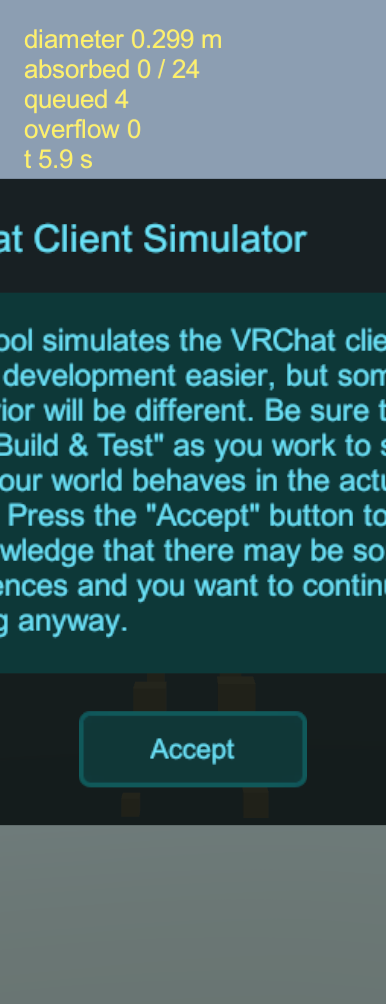 diameter 0.299 m
absorbed 0 / 24
queued 4
overflow 0
t 5.9 s
at Client Simulator
ool simulates the VRChat clie
development easier, but som
ior will be different. Be sure t
Build & Test" as you work to s
our world behaves in the actu
Press the "Accept" button to
wledge that there may be so
ences and you want to contin
g anyway.
Accept